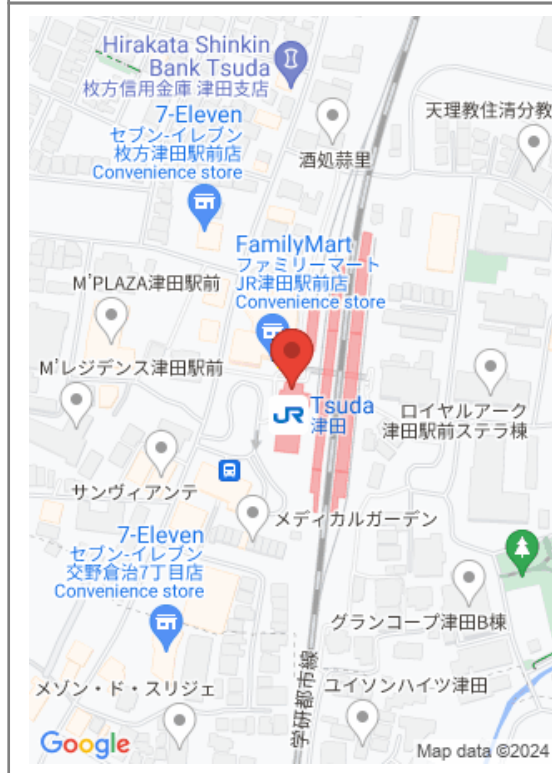 Hirakata Shinkin
Bank Tsuda
枚方信用金庫 津田支店
7-Eleven
セブン-イレブン
枚方津田駅前店
Convenience store
酒処蒜里
天理教住清分教
FamilyMart
ファミリーマート
JR津田駅前店
Convenience store
M'PLAZA津田駅前
M'レジデンス津田駅前
JR
Tsuda
津田
ロイヤルアーク
津田駅前ステラ棟
サンヴィアンテ
メディカルガーデン
7-Eleven
セブン-イレブン
交野倉治7丁目店
Convenience store
グランコープ津田B棟
学研都市線
メゾン・ド・スリジェ
ユイソンハイツ津田
Google
Map data ©2024